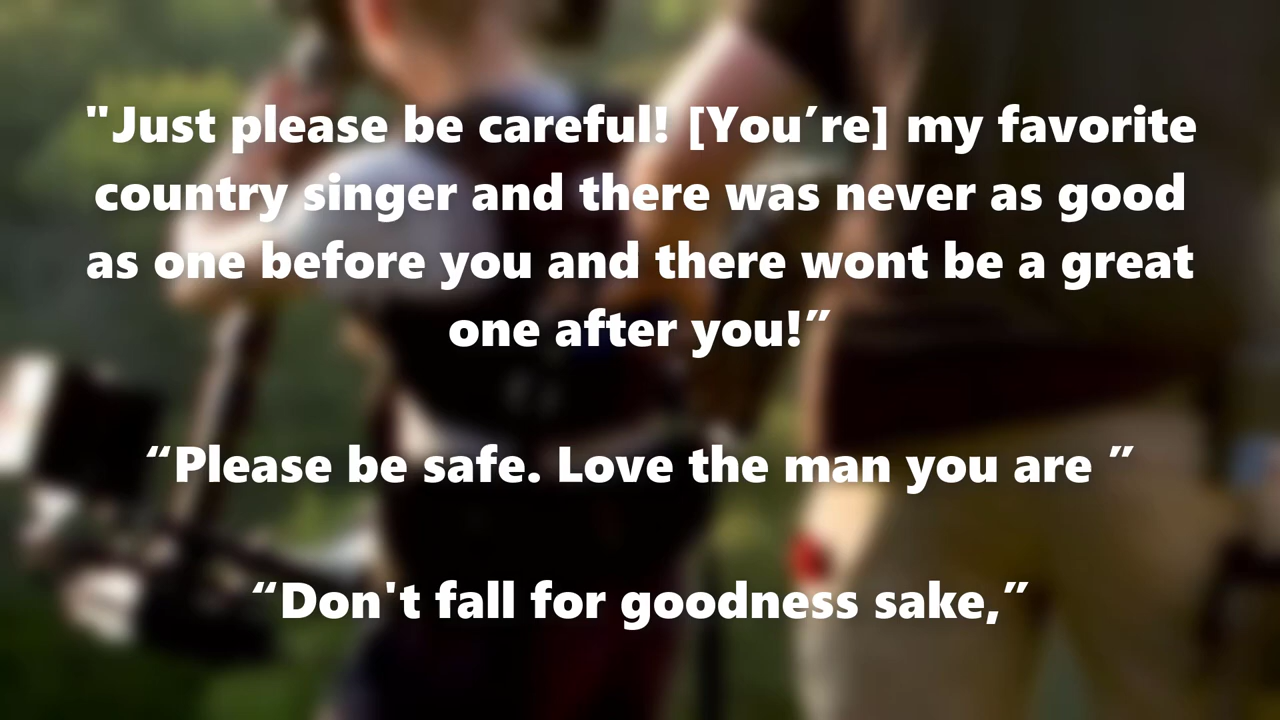 "Just please be careful! [You’re] my favorite
country singer and there was never as good
as one before you and there wont be a great
one after you!”
“Please be safe. Love the man you are ”
“Don't fall for goodness sake,”